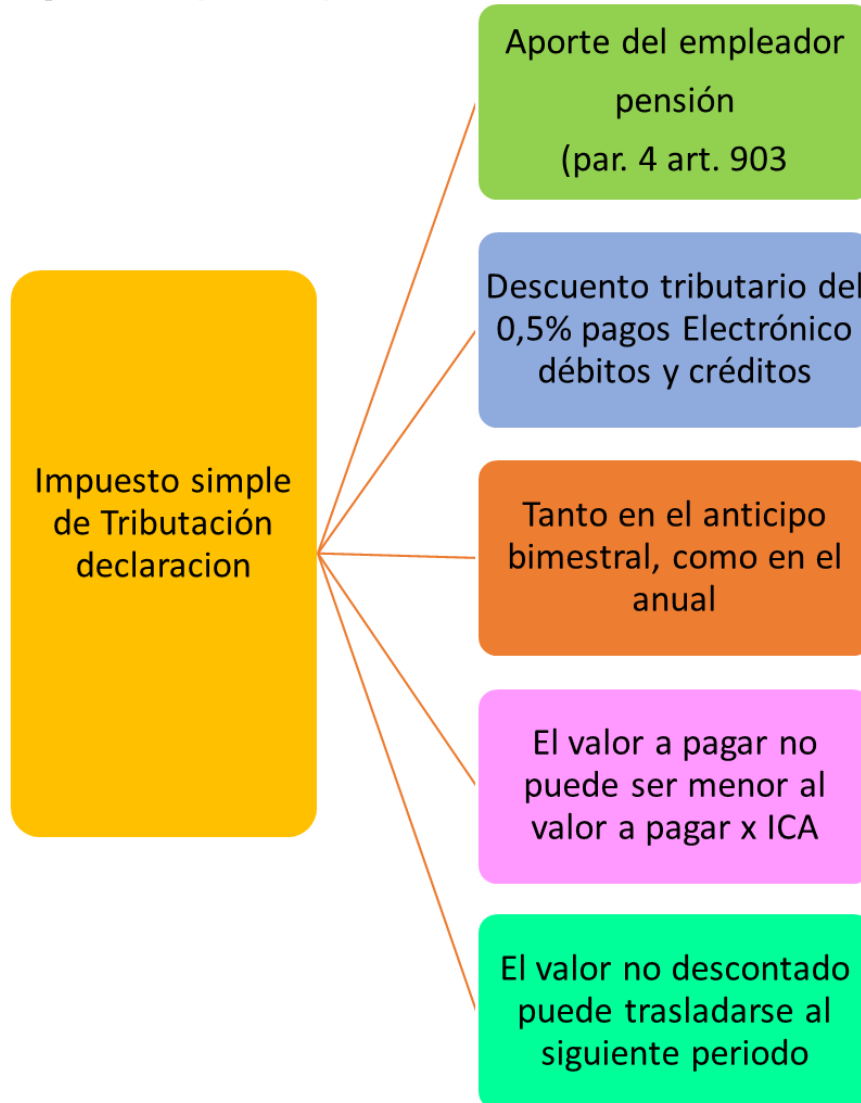 Aporte del empleador
pensión
(par. 4 art. 903
Descuento tributario del
0,5% pagos Electrónico
débitos y créditos
Impuesto simple
de Tributación
declaracion
Tanto en el anticipo
bimestral, como en el
anual
El valor a pagar no
puede ser menor al
valor a pagar x ICA
El valor no descontado
puede trasladarse al
siguiente periodo